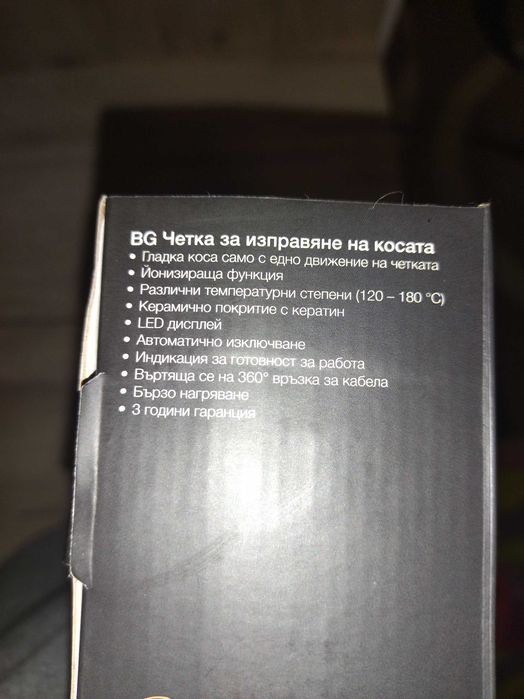 BG Четка за изправяне на косата
• Гладка коса само с едно движение на четката
• Йонизираща функция
• Различни температурни степени (120 – 180 °C)
• Керамично покритие с кератин
• LED дисплей
• Автоматично изключване
• Индикация за готовност за работа
• Въртяща се на 360° връзка за кабела
• Бързо нагряване
• 3 години гаранция